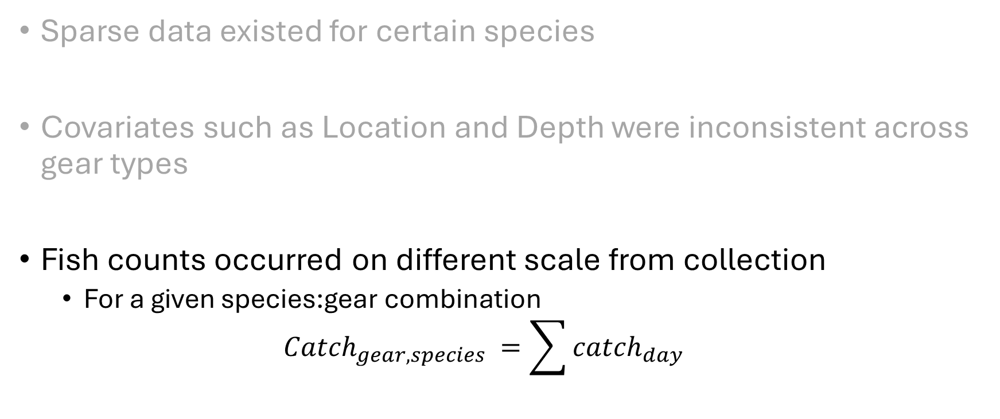 • Sparse data existed for certain species
• Covariates such as Location and Depth were inconsistent across
gear types
• Fish counts occurred on different scale from collection
• For a given species:gear combination
Catch_{gear,species} = ∑ catch_{day}